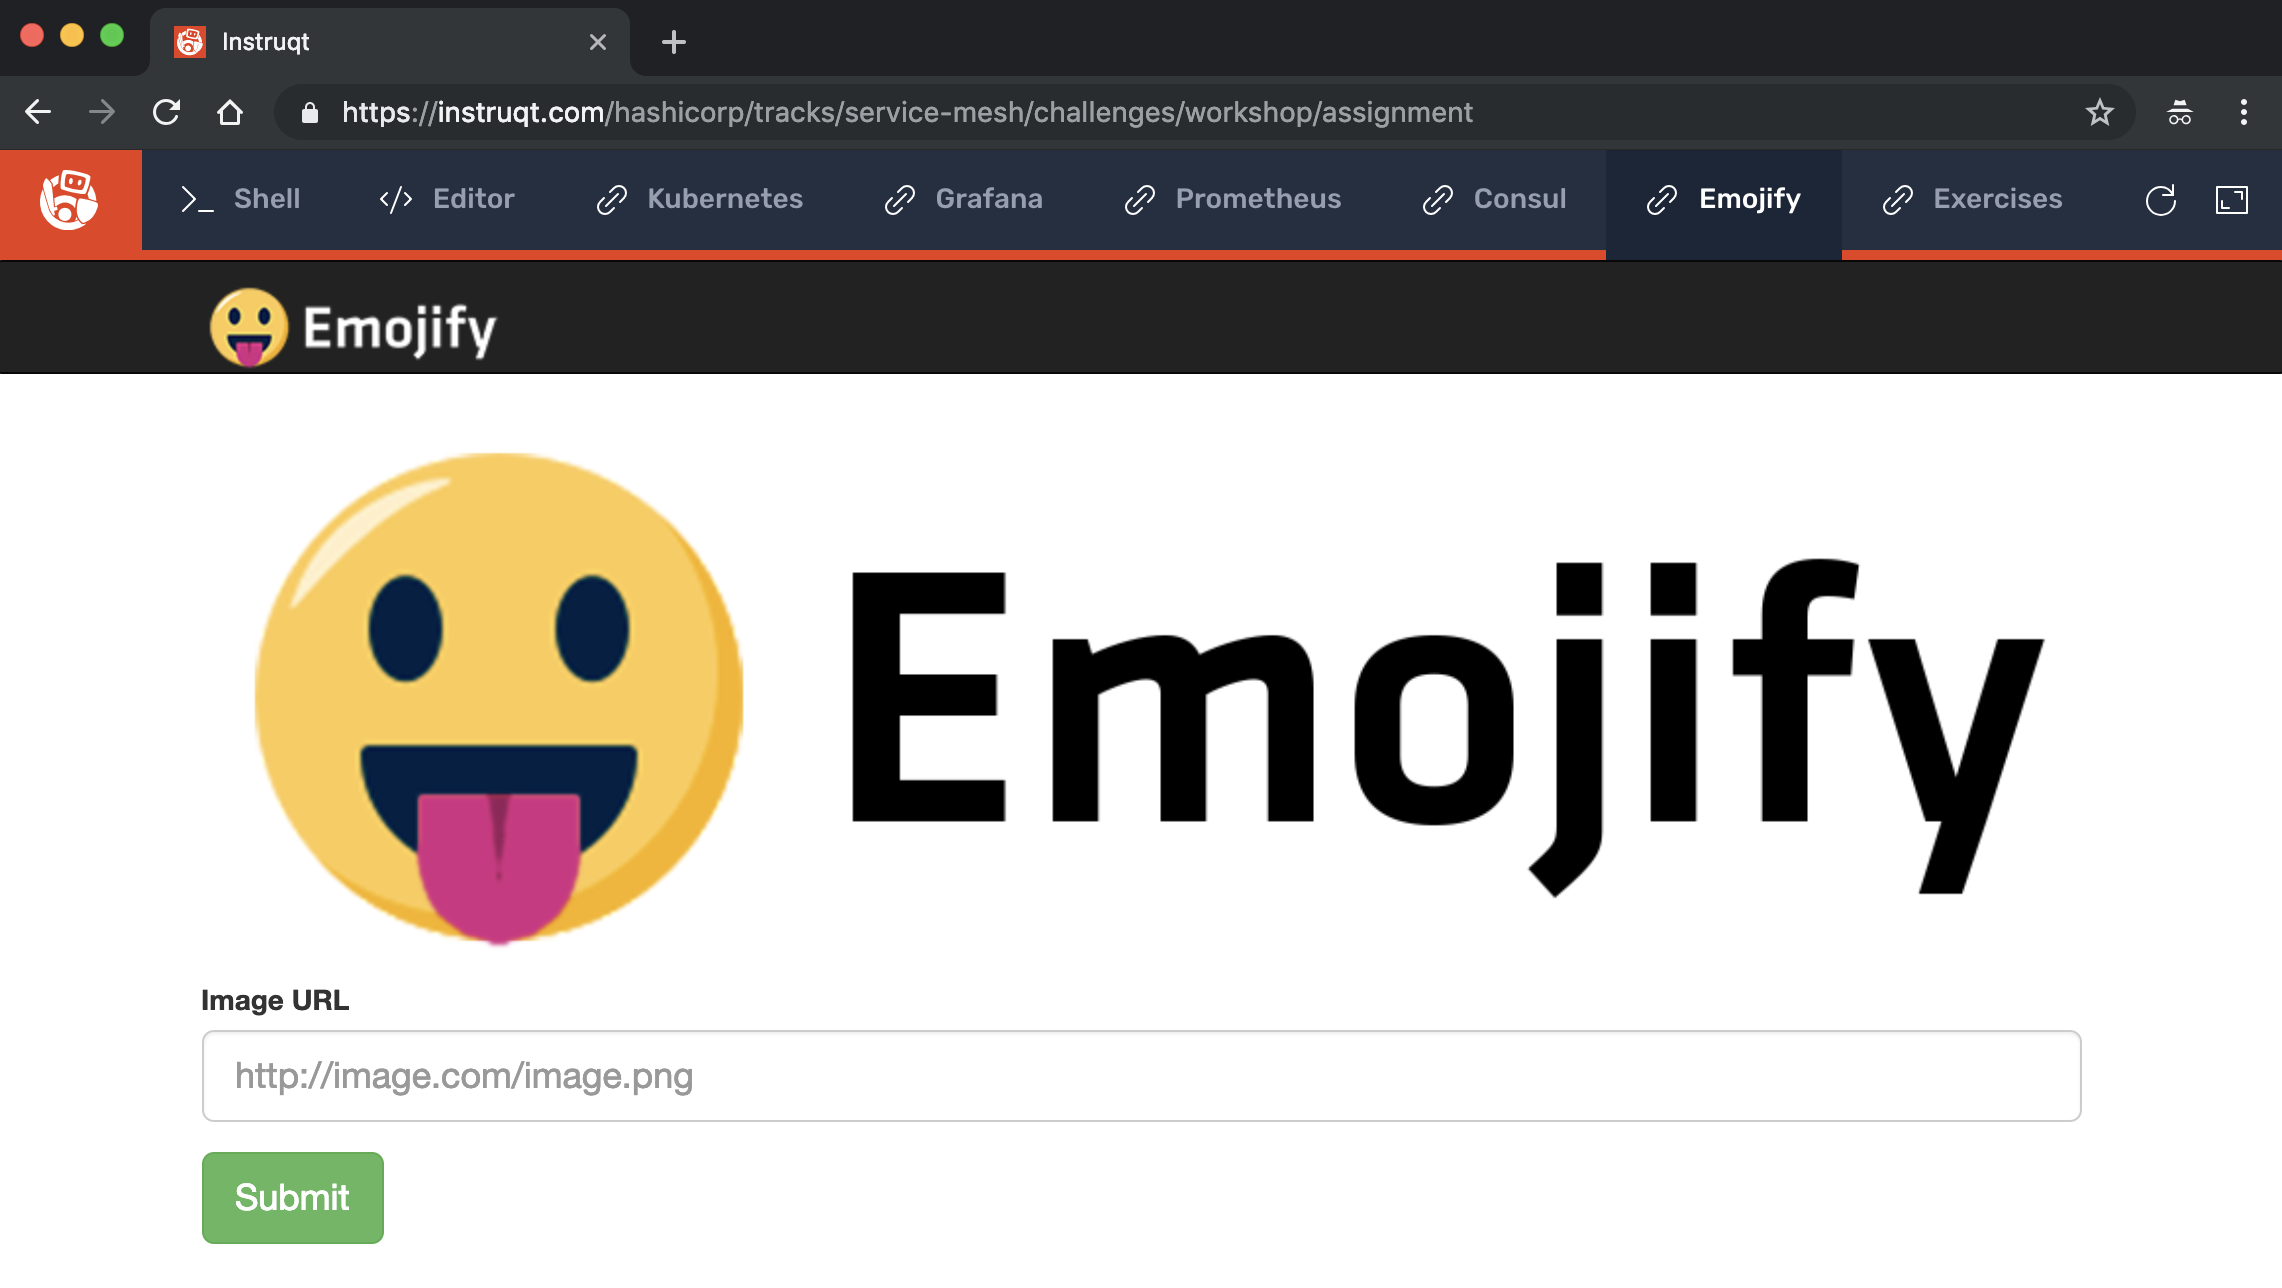 Instruqt
https://instruqt.com/hashicorp/tracks/service-mesh/challenges/workshop/assignment
Shell Editor Kubernetes Grafana Prometheus Consul Emojify Exercises
Emojify
Emojify
Image URL
http://image.com/image.png
Submit